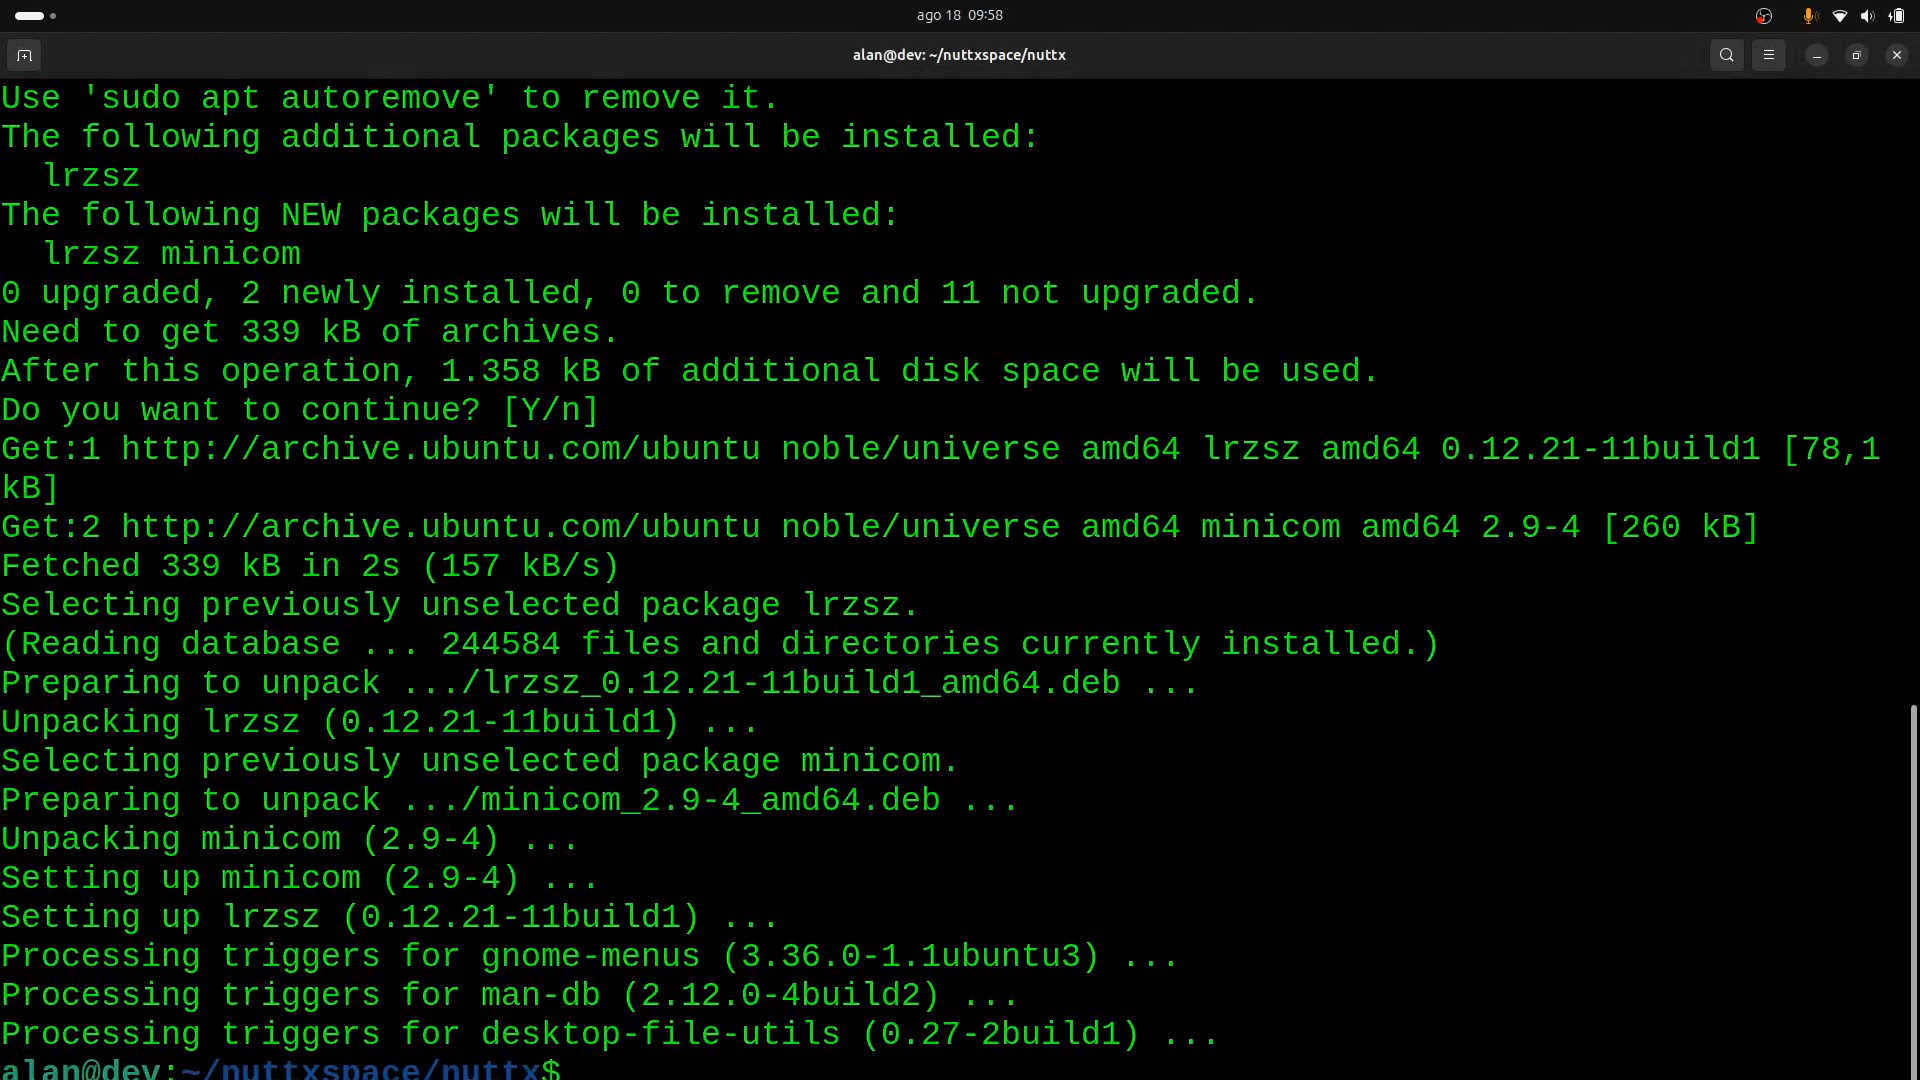 ago 18 09:58
alan@dev: ~/nuttxspace/nuttx
Use 'sudo apt autoremove' to remove it.
The following additional packages will be installed:
  lrzsz
The following NEW packages will be installed:
  lrzsz minicom
0 upgraded, 2 newly installed, 0 to remove and 11 not upgraded.
Need to get 339 kB of archives.
After this operation, 1.358 kB of additional disk space will be used.
Do you want to continue? [Y/n]
Get:1 http://archive.ubuntu.com/ubuntu noble/universe amd64 lrzsz amd64 0.12.21-11build1 [78,1
kB]
Get:2 http://archive.ubuntu.com/ubuntu noble/universe amd64 minicom amd64 2.9-4 [260 kB]
Fetched 339 kB in 2s (157 kB/s)
Selecting previously unselected package lrzsz.
(Reading database ... 244584 files and directories currently installed.)
Preparing to unpack .../lrzsz_0.12.21-11build1_amd64.deb ...
Unpacking lrzsz (0.12.21-11build1) ...
Selecting previously unselected package minicom.
Preparing to unpack .../minicom_2.9-4_amd64.deb ...
Unpacking minicom (2.9-4) ...
Setting up minicom (2.9-4) ...
Setting up lrzsz (0.12.21-11build1) ...
Processing triggers for gnome-menus (3.36.0-1.1ubuntu3) ...
Processing triggers for man-db (2.12.0-4build2) ...
Processing triggers for desktop-file-utils (0.27-2build1) ...
alan@dev:~/nuttxspace/nuttx$